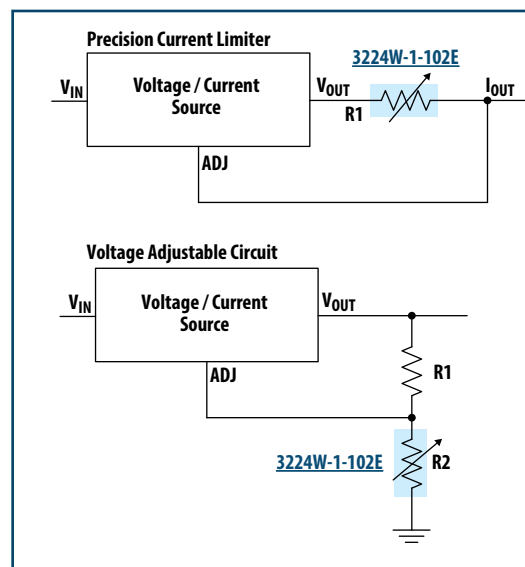 Precision Current Limiter
3224W-1-102E
VIN
Voltage / Current
Source
VOUT
R1
IOUT
ADJ
Voltage Adjustable Circuit
VIN
Voltage / Current
Source
VOUT
ADJ
R1
3224W-1-102E
R2